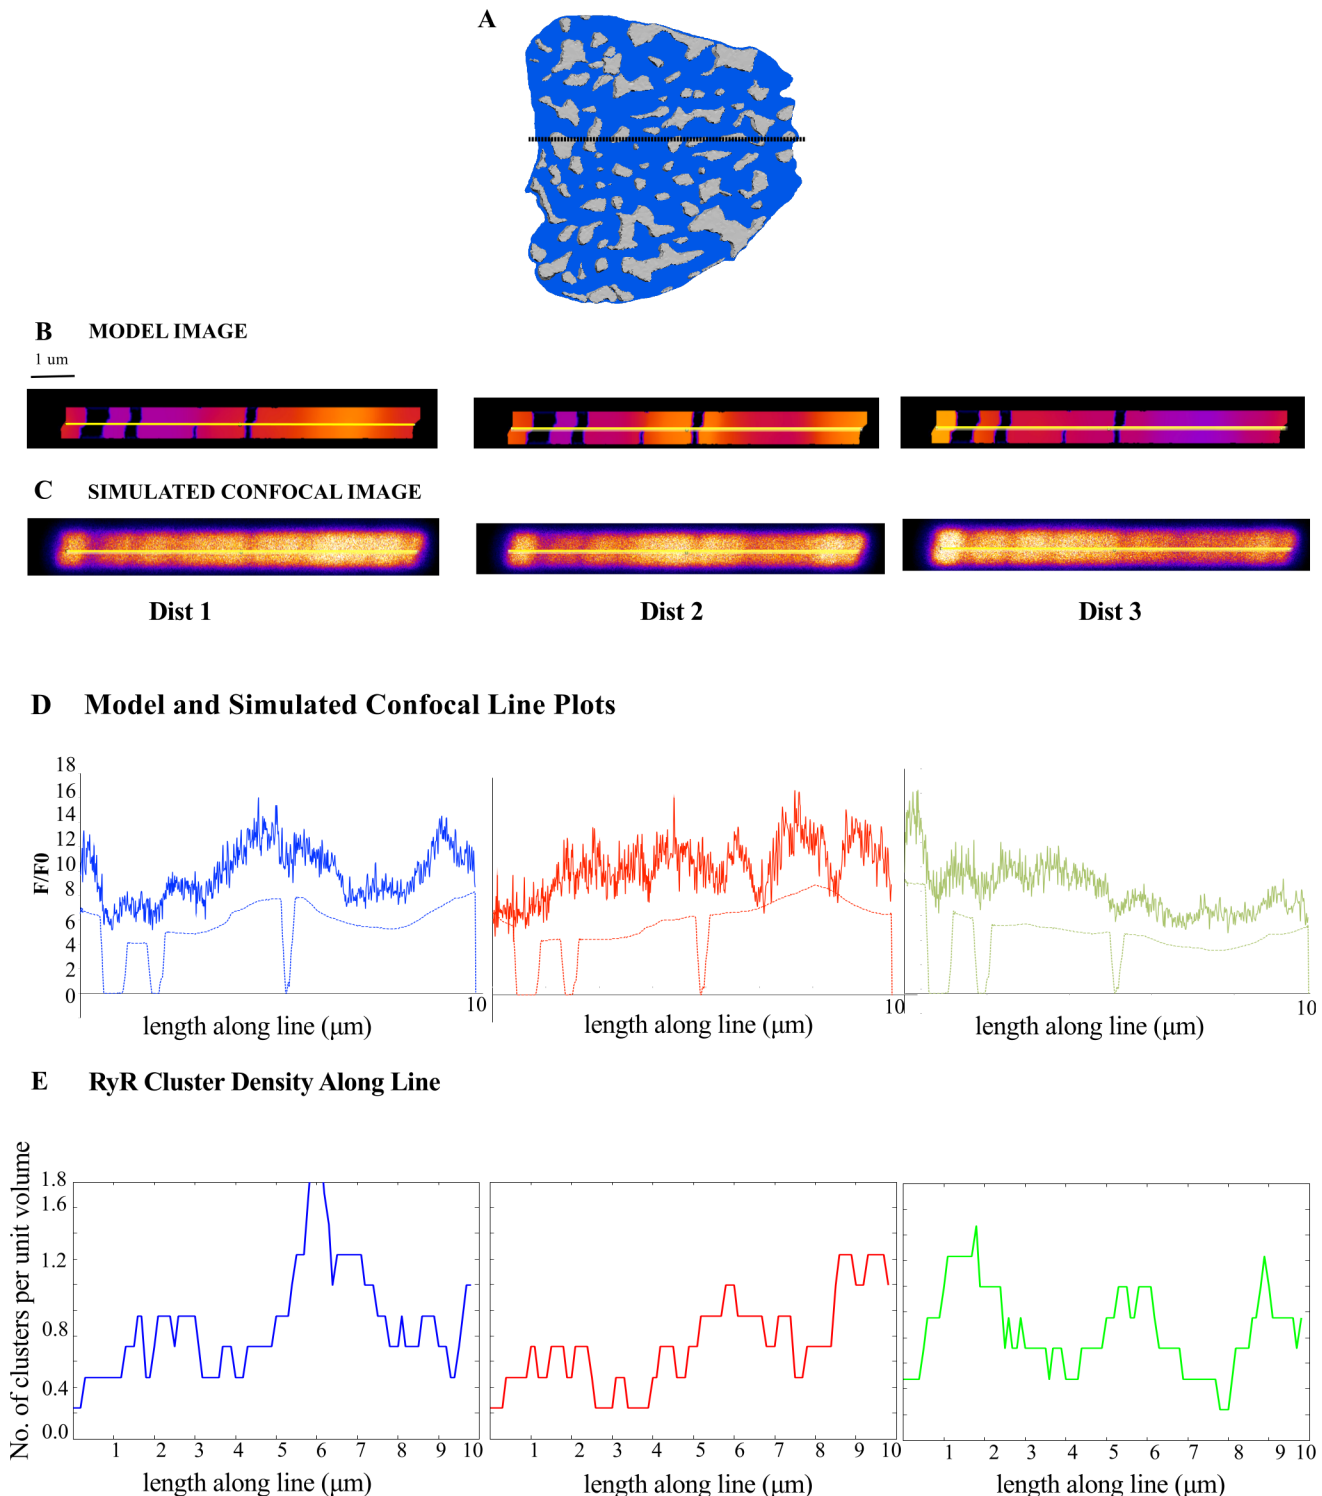 A
B MODEL IMAGE
1 um
C SIMULATED CONFOCAL IMAGE
Dist 1 Dist 2 Dist 3
D Model and Simulated Confocal Line Plots
F/F0
18
16
14
12
10
8
6
4
2
0
10 10 10
length along line (μm) length along line (μm) length along line (μm)
E RyR Cluster Density Along Line
No. of clusters per unit volume
1.8
1.6
1.2
0.8
0.4
0.0
1 2 3 4 5 6 7 8 9 10 1 2 3 4 5 6 7 8 9 10 1 2 3 4 5 6 7 8 9 10
length along line (μm) length along line (μm) length along line (μm)